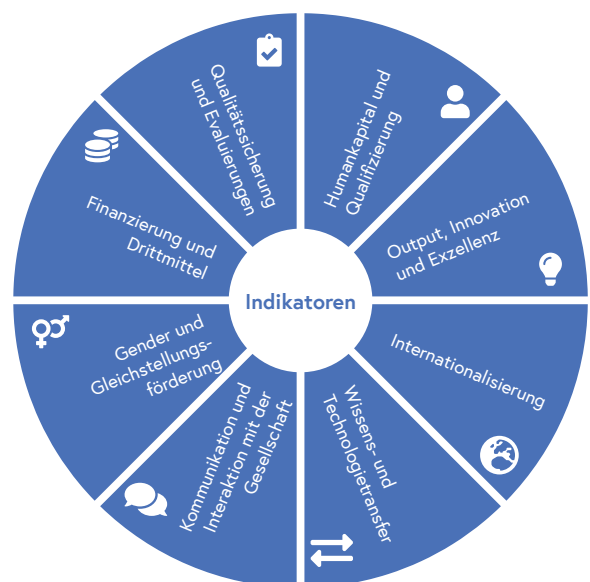 Humankapital und
Qualifizierung
Output, Innovation
und Exzellenz
Internationalisierung
Wissens- und
Technologietransfer
Kommunikation und
Interaktion mit der
Gesellschaft
Gender und
Gleichstellungs-
förderung
Finanzierung und
Drittmittel
Qualitätssicherung
und Evaluierungen
Indikatoren